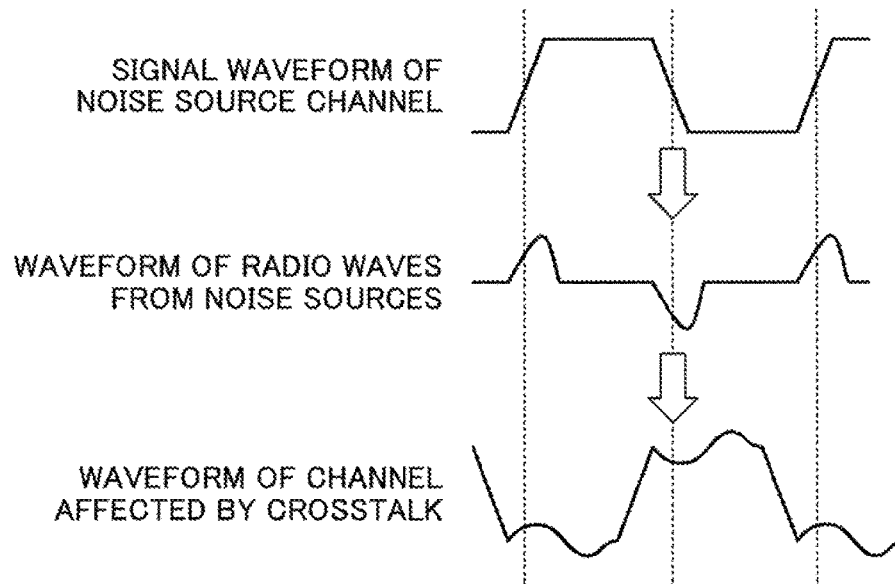 SIGNAL WAVEFORM OF
NOISE SOURCE CHANNEL
WAVEFORM OF RADIO WAVES
FROM NOISE SOURCES
WAVEFORM OF CHANNEL
AFFECTED BY CROSSTALK